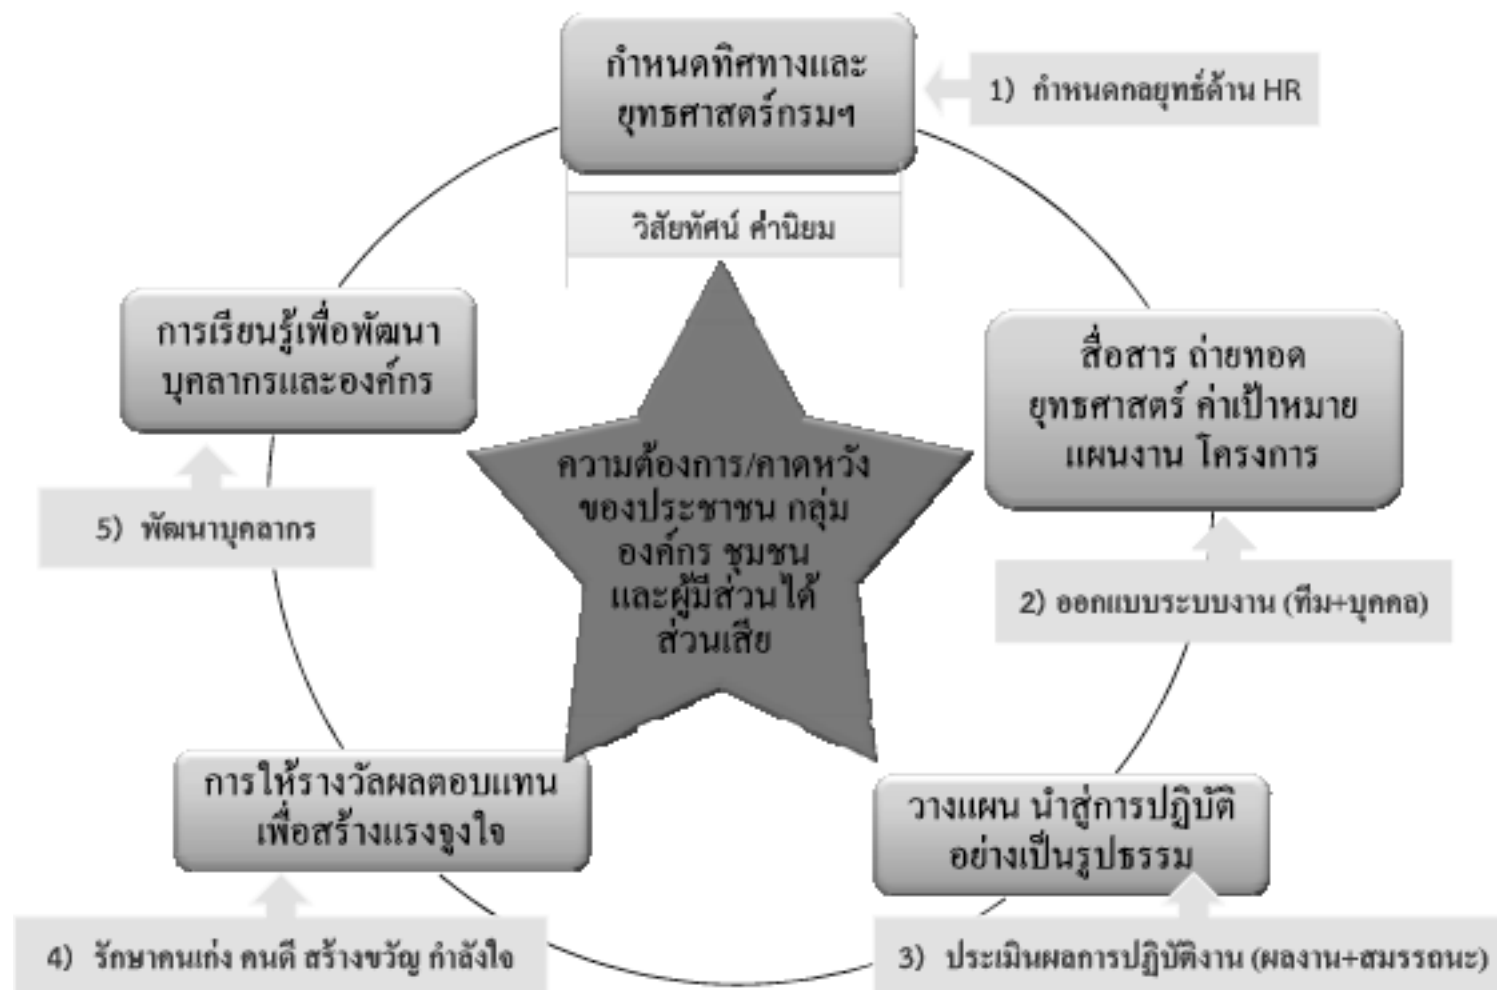 กำหนดทิศทางและ
ยุทธศาสตร์กรมฯ
1) กำหนดกลยุทธ์ด้าน HR
วิสัยทัศน์ ค่านิยม
การเรียนรู้เพื่อพัฒนา
บุคลากรและองค์กร
สื่อสาร ถ่ายทอด
ยุทธศาสตร์ ค่าเป้าหมาย
แผนงาน โครงการ
ความต้องการ/คาดหวัง
ของประชาชน กลุ่ม
องค์กร ชุมชน
และผู้มีส่วนได้
ส่วนเสีย
5) พัฒนาบุคลากร
2) ออกแบบระบบงาน (ทีม+บุคคล)
การให้รางวัลผลตอบแทน
เพื่อสร้างแรงจูงใจ
วางแผน นำสู่การปฏิบัติ
อย่างเป็นรูปธรรม
4) รักษาคนเก่ง คนดี สร้างขวัญ กำลังใจ
3) ประเมินผลการปฏิบัติงาน (ผลงาน+สมรรถนะ)